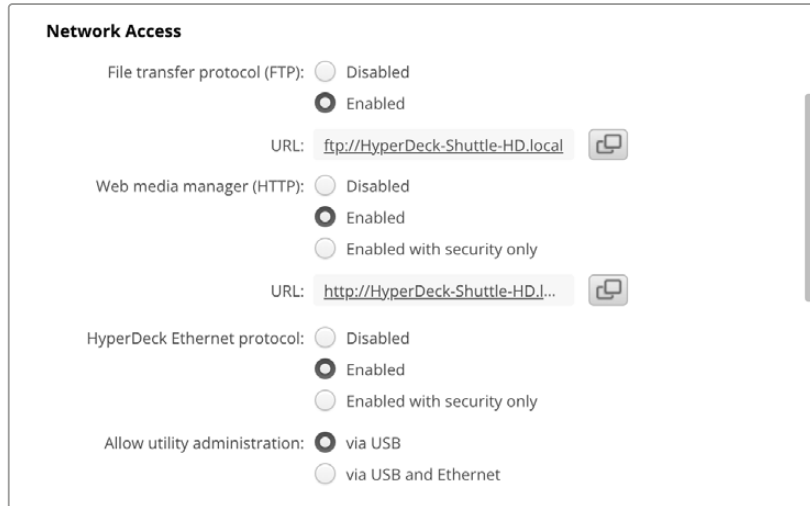 Network Access
File transfer protocol (FTP): Disabled
Enabled
URL: ftp://HyperDeck-Shuttle-HD.local
Web media manager (HTTP): Disabled
Enabled
Enabled with security only
URL: http://HyperDeck-Shuttle-HD.l...
HyperDeck Ethernet protocol: Disabled
Enabled
Enabled with security only
Allow utility administration: via USB
via USB and Ethernet